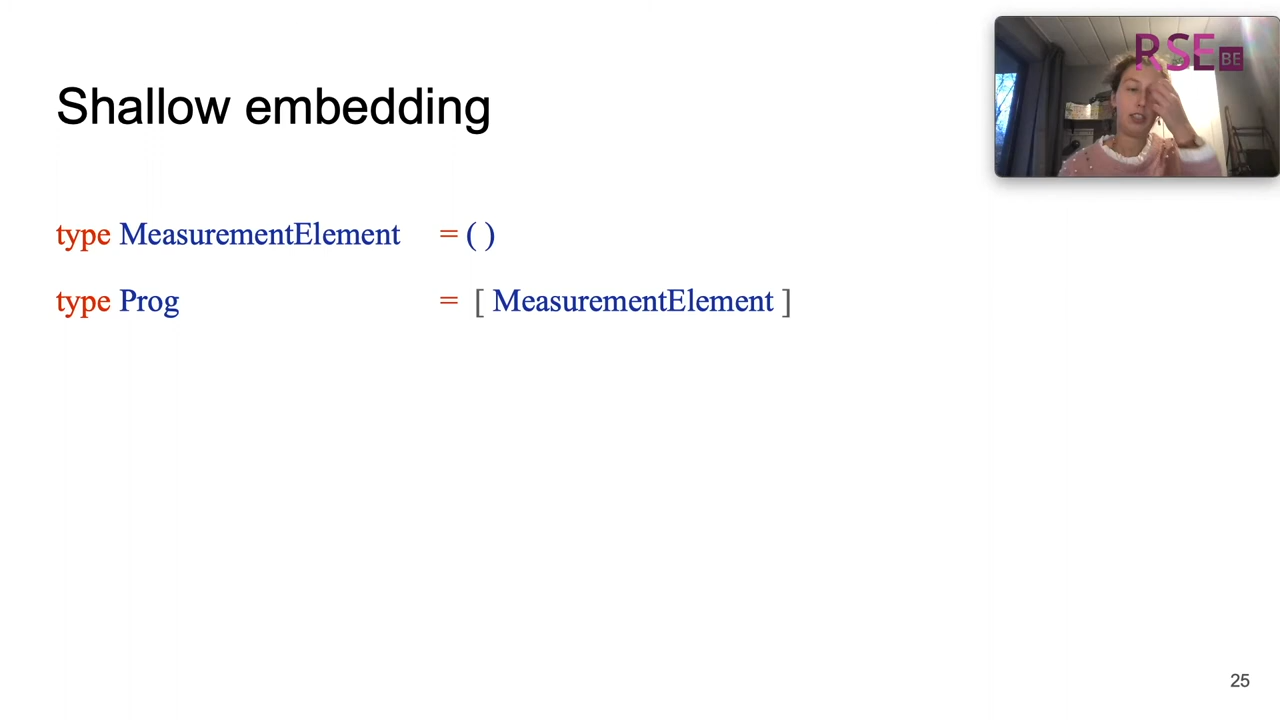 RSE BE
Shallow embedding
type MeasurementElement = ( )
type Prog = [ MeasurementElement ]
25